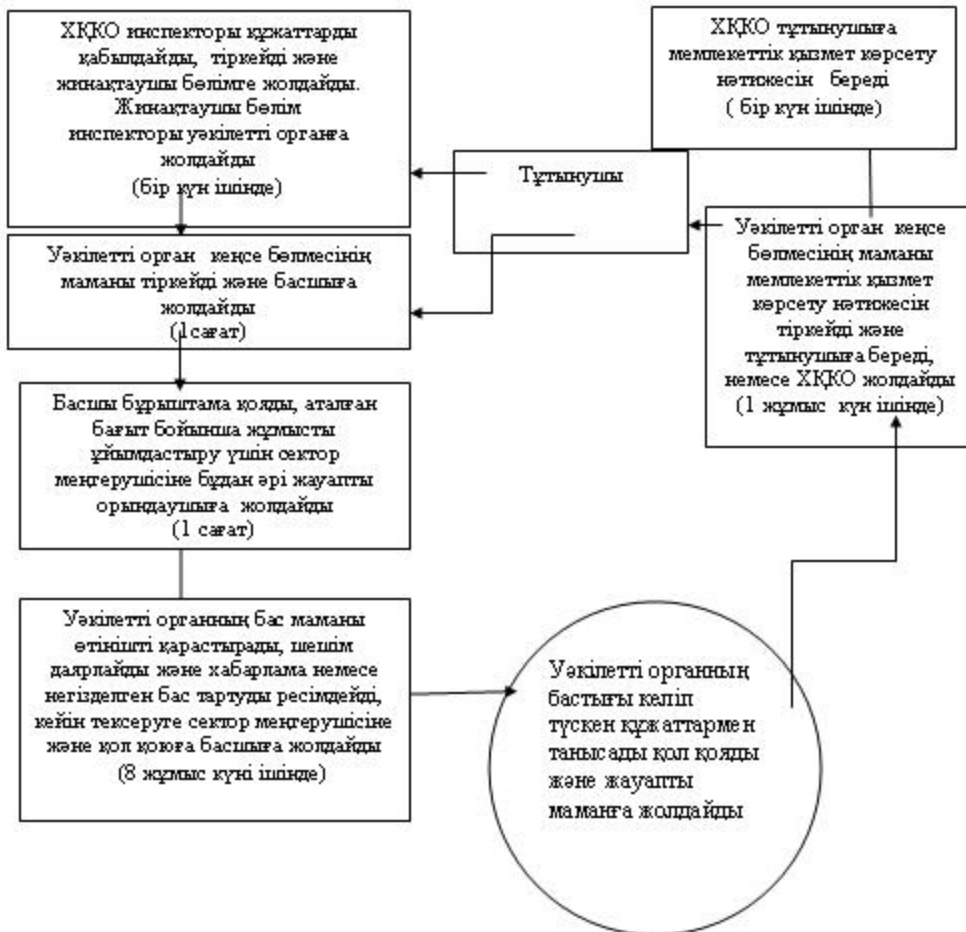 ХҚКО инспекторы құжаттарды
қабылдайды, тіркейді және
жинақтаушы бөлімге жолдайды.
Жинақтаушы бөлім
инспекторы уәкілетті органға
жолдайды
(бір күн ішінде)
ХҚКО тұтынушыға
мемлекеттік қызмет көрсету
нәтижесін береді
( бір күн ішінде)
Тұтынушы
Уәкілетті орган кеңсе бөлмесінің
маманы тіркейді және басшыға
жолдайды
(1сағат)
Уәкілетті орган кеңсе
бөлмесінің маманы
мемлекеттік қызмет
көрсету нәтижесін
тіркейді және
тұтынушыға береді,
немесе ХҚКО жолдайды
(1 жұмыс күн ішінде)
Басшы бұрыштама қояды, аталған
бағыт бойынша жұмысты
ұйымдастыру үшін сектор
меңгерушісіне бұдан әрі жауапты
орындаушыға жолдайды
(1 сағат)
Уәкілетті органның бас маманы
өтінішті қарастырады, шешім
даярлайды және хабарлама немесе
негізделген бас тартуды ресімдейді,
кейін тексеруге сектор меңгерушісіне
және қол қоюға басшыға жолдайды
(8 жұмыс күні ішінде)
Уәкілетті органның
бастығы келіп
түскен құжаттармен
танысады қол қояды
және жауапты
маманға жолдайды